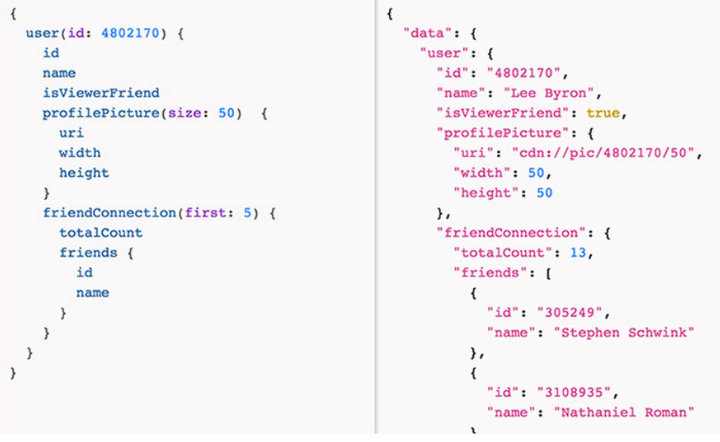 {
user(id: 4802170) {
id
name
isViewerFriend
profilePicture(size: 50) {
uri
width
height
}
friendConnection(first: 5) {
totalCount
friends {
id
name
}
}
}
}
{
"data": {
"user": {
"id": "4802170",
"name": "Lee Byron",
"isViewerFriend": true,
"profilePicture": {
"uri": "cdn://pic/4802170/50",
"width": 50,
"height": 50
},
"friendConnection": {
"totalCount": 13,
"friends": [
{
"id": "305249",
"name": "Stephen Schwink"
},
{
"id": "3108935",
"name": "Nathaniel Roman"
}